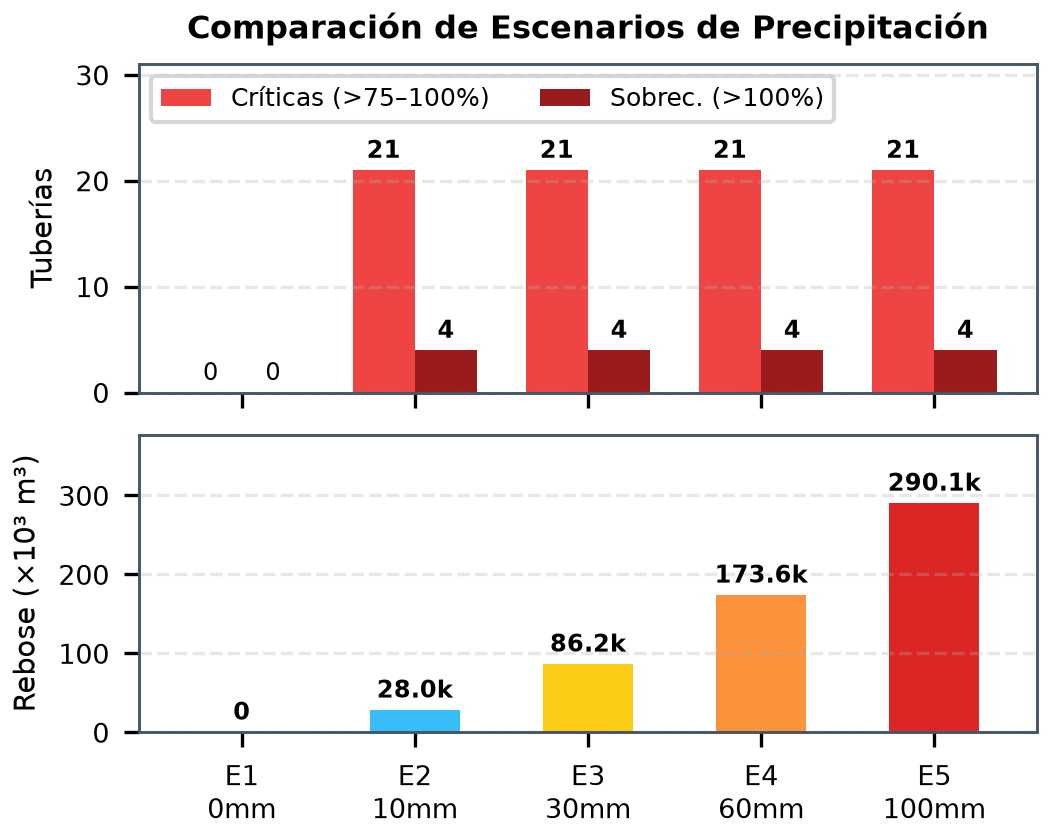 Comparación de Escenarios de Precipitación
Críticas (>75–100%) Sobrec. (>100%)
Tuberías
30
20
10
0
0 0 21 4 21 4 21 4 21 4
Rebose (×10³ m³)
300
200
100
0
0 28.0k 86.2k 173.6k 290.1k
E1 E2 E3 E4 E5
0mm 10mm 30mm 60mm 100mm